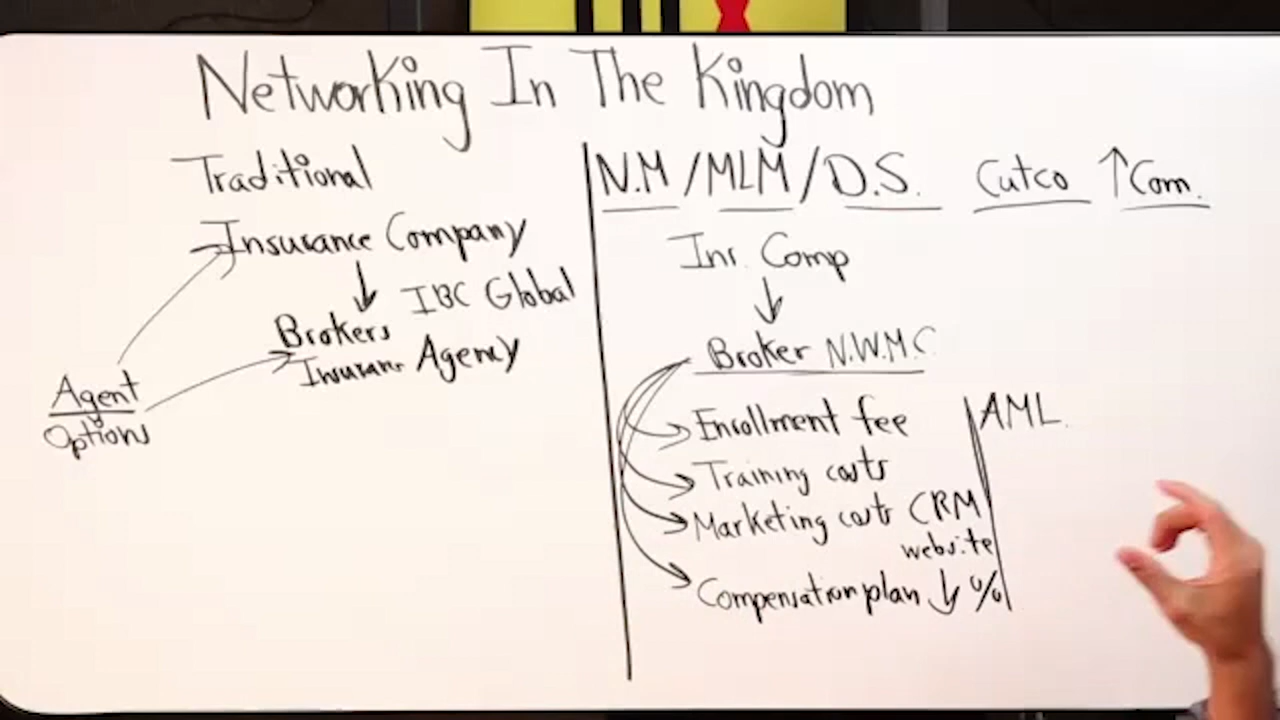 Networking In The Kingdom
Traditional
Insurance Company
IBC Global
Brokers
Insurance Agency
Agent
Options
N.M / MLM / D.S. Cutco ↑ Com.
Ins. Comp
Broker N.W.M.C
Enrollment fee
AML
Training costs
Marketing costs CRM
website
Compensation plan ↓ %